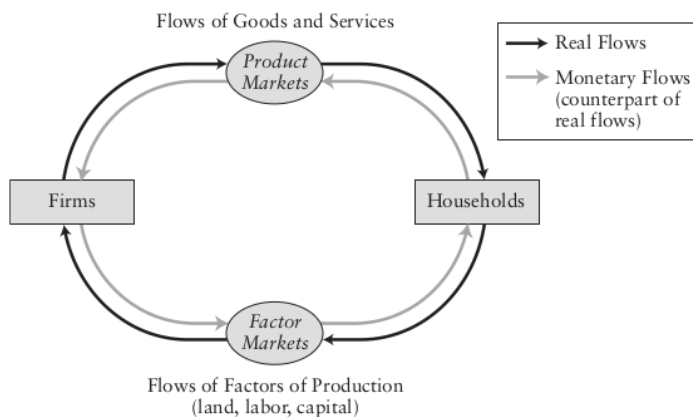 Flows of Goods and Services
Product
Markets
Real Flows
Monetary Flows
(counterpart of
real flows)
Firms
Households
Factor
Markets
Flows of Factors of Production
(land, labor, capital)